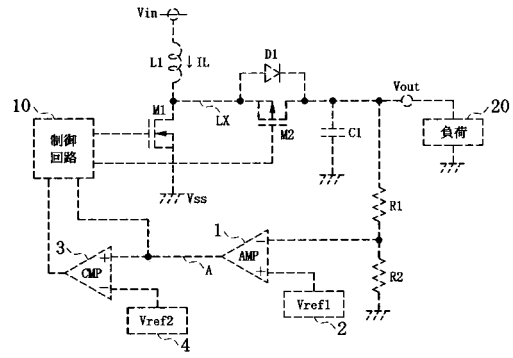 Vin
L1
IL
D1
10
M1
LX
M2
C1
Vout
20
制御
回路
負荷
Vss
R1
3
1
CMP
A
AMP
R2
Vref2
Vref1
4
2